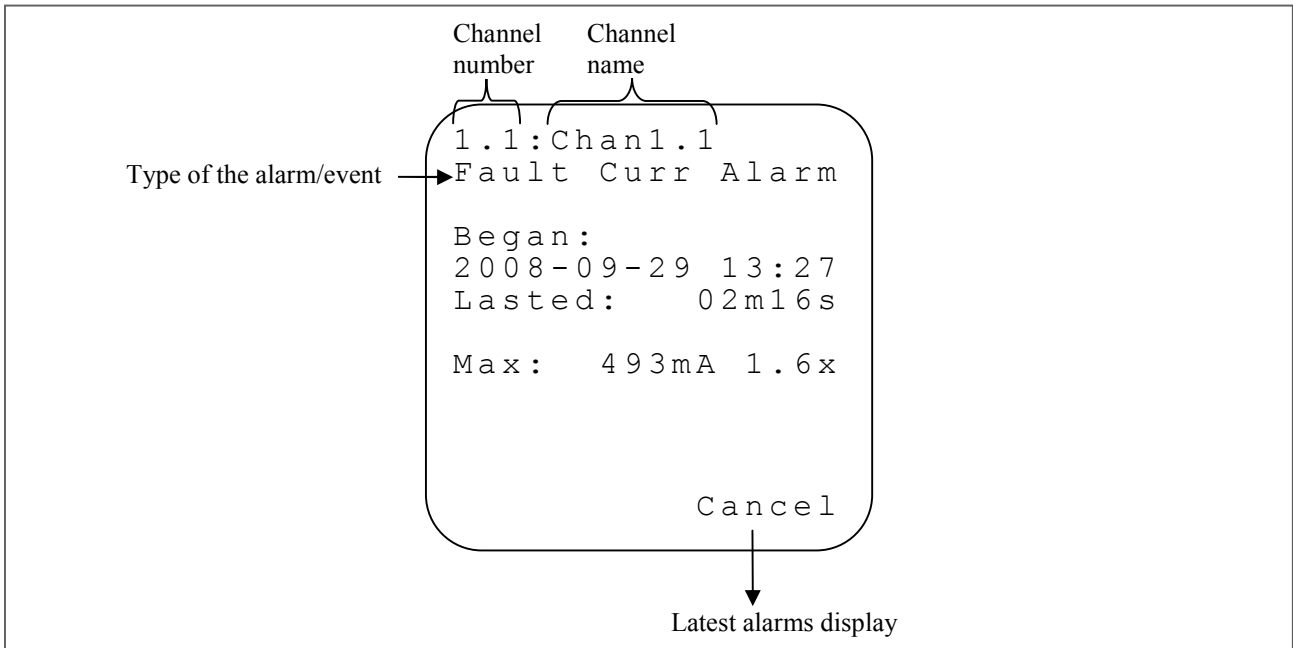 Channel number
Channel name
1.1:Chan1.1
Type of the alarm/event
Fault Curr Alarm
Began:
2008-09-29 13:27
Lasted: 02m16s
Max: 493mA 1.6x
Cancel
Latest alarms display